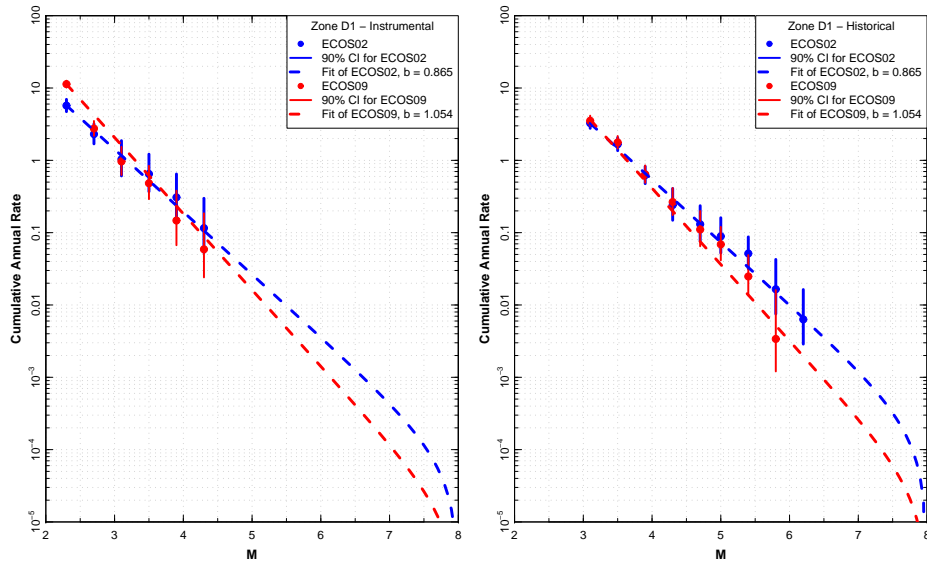 Zone D1 − Instrumental
ECOS02
90% CI for ECOS02
Fit of ECOS02, b = 0.865
ECOS09
90% CI for ECOS09
Fit of ECOS09, b = 1.054
100
10
1
0.1
0.01
10⁻³
10⁻⁴
10⁻⁵
Cumulative Annual Rate
2 3 4 5 6 7 8
M
Zone D1 − Historical
ECOS02
90% CI for ECOS02
Fit of ECOS02, b = 0.865
ECOS09
90% CI for ECOS09
Fit of ECOS09, b = 1.054
100
10
1
0.1
0.01
10⁻³
10⁻⁴
10⁻⁵
Cumulative Annual Rate
2 3 4 5 6 7 8
M